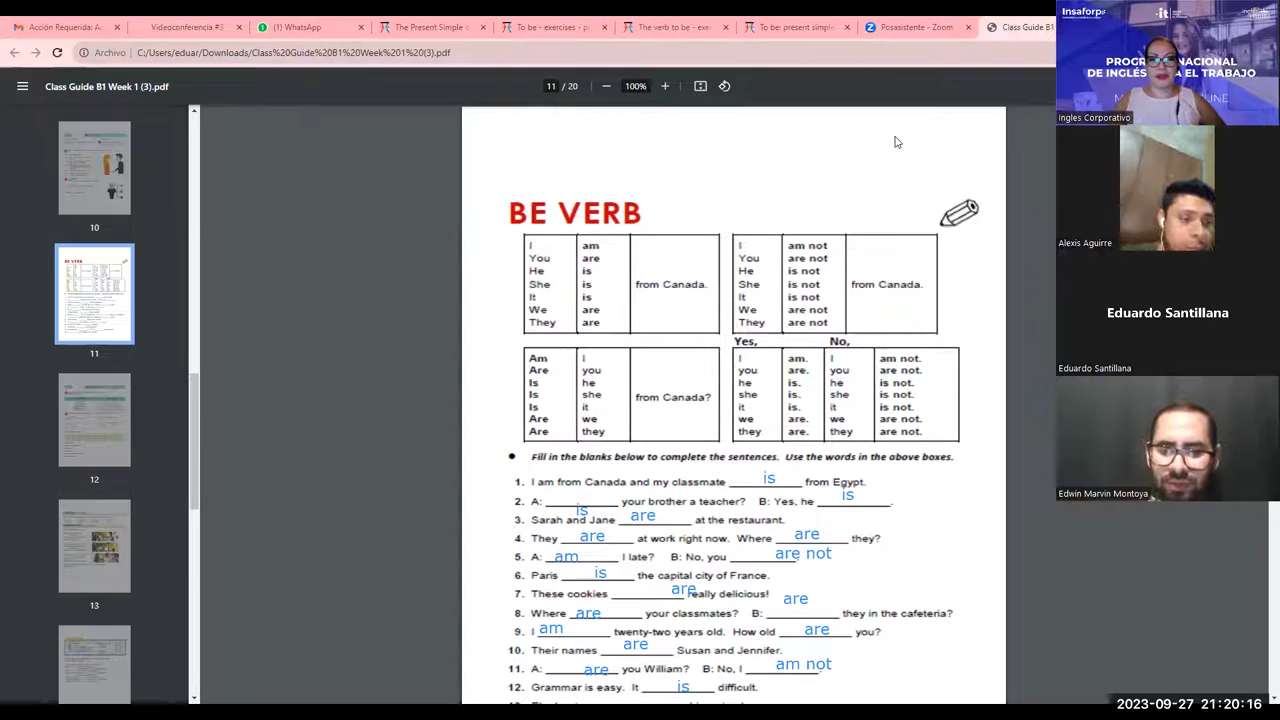 Acción Requerida: Ac
Videoconferencia #3
WhatsApp
The Present Simple o
To be - exercises - p
The verb to be - exe
To be: present simple
Posasistente - Zoom
Class Guide B1
Archivo C:/Users/eduar/Downloads/Class%20Guide%20B1%20Week%201%20(3).pdf
Class Guide B1 Week 1 (3).pdf
11 / 20
100%
10
11
12
13
BE VERB
I am
You are
He is
She is from Canada.
It is
We are
They are
I am not
You are not
He is not
She is not from Canada.
It is not
We are not
They are not
Am I
Are you
Is he
Is she from Canada?
Is it
Are we
Are they
Yes, No,
I am. I am not.
you are. you are not.
he is. he is not.
she is. she is not.
it is. it is not.
we are. we are not.
they are. they are not.
Fill in the blanks below to complete the sentences. Use the words in the above boxes.
1. I am from Canada and my classmate is from Egypt.
2. A: is your brother a teacher? B: Yes, he is .
3. Sarah and Jane are at the restaurant.
4. They are at work right now. Where are they?
5. A: am I late? B: No, you are not .
6. Paris is the capital city of France.
7. These cookies are really delicious!
8. Where are your classmates? B: are they in the cafeteria?
9. I am twenty-two years old. How old are you?
10. Their names are Susan and Jennifer.
11. A: are you William? B: No, I am not .
12. Grammar is easy. It is difficult.
Insaforp
PROGRAMA NACIONAL
DE INGLÉS PARA EL TRABAJO
Ingles Corporativo
Alexis Aguirre
Eduardo Santillana
Eduardo Santillana
Edwin Marvin Montoya
2023-09-27 21:20:16